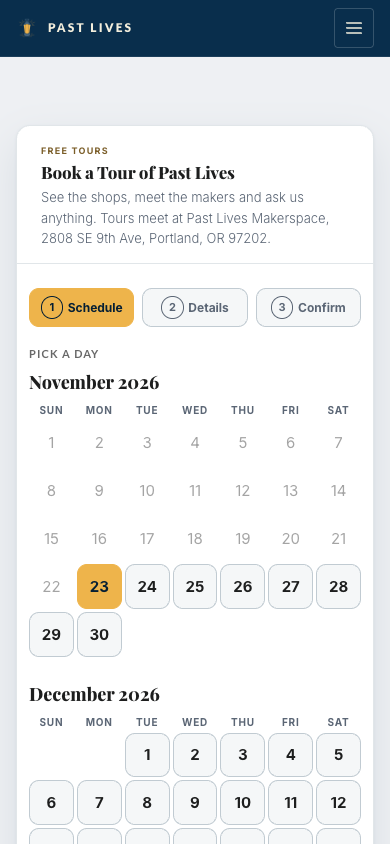 PAST LIVES
FREE TOURS
Book a Tour of Past Lives
See the shops, meet the makers and ask us
anything. Tours meet at Past Lives Makerspace,
2808 SE 9th Ave, Portland, OR 97202.
1 Schedule 2 Details 3 Confirm
PICK A DAY
November 2026
SUN MON TUE WED THU FRI SAT
1 2 3 4 5 6 7
8 9 10 11 12 13 14
15 16 17 18 19 20 21
22 23 24 25 26 27 28
29 30
December 2026
SUN MON TUE WED THU FRI SAT
1 2 3 4 5
6 7 8 9 10 11 12